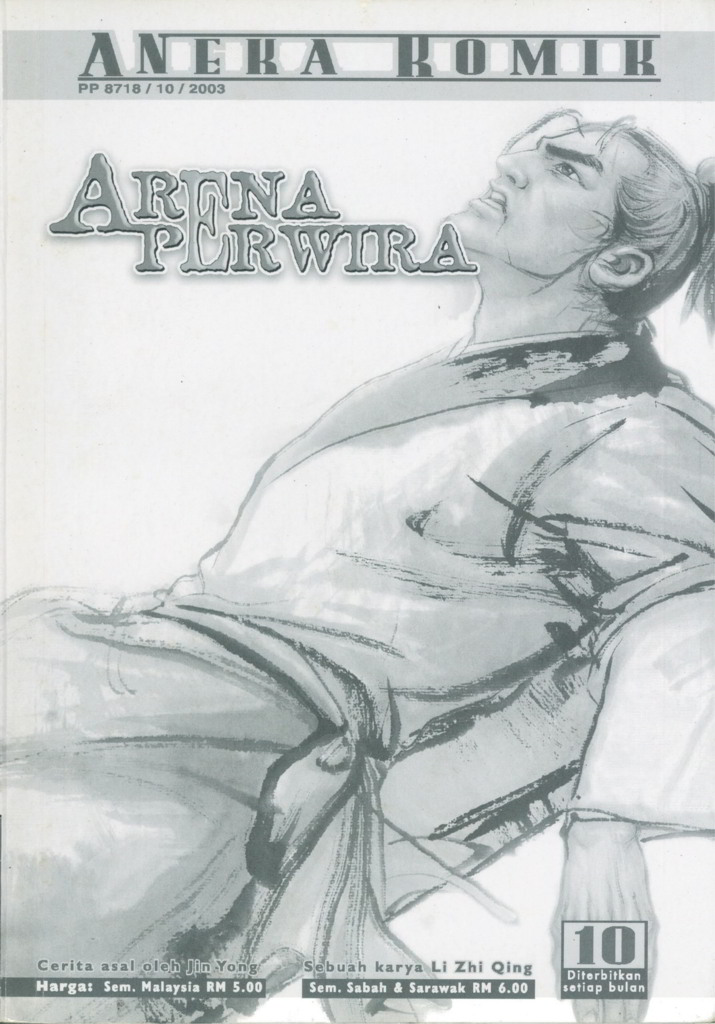 ANEKA KOMIK
PP 8718 / 10 / 2003
ARENA
PERWIRA
Cerita asal oleh Jin Yong
Sebuah karya Li Zhi Qing
Harga: Sem. Malaysia RM 5.00
Sem. Sabah & Sarawak RM 6.00
10
Diterbitkan
setiap bulan